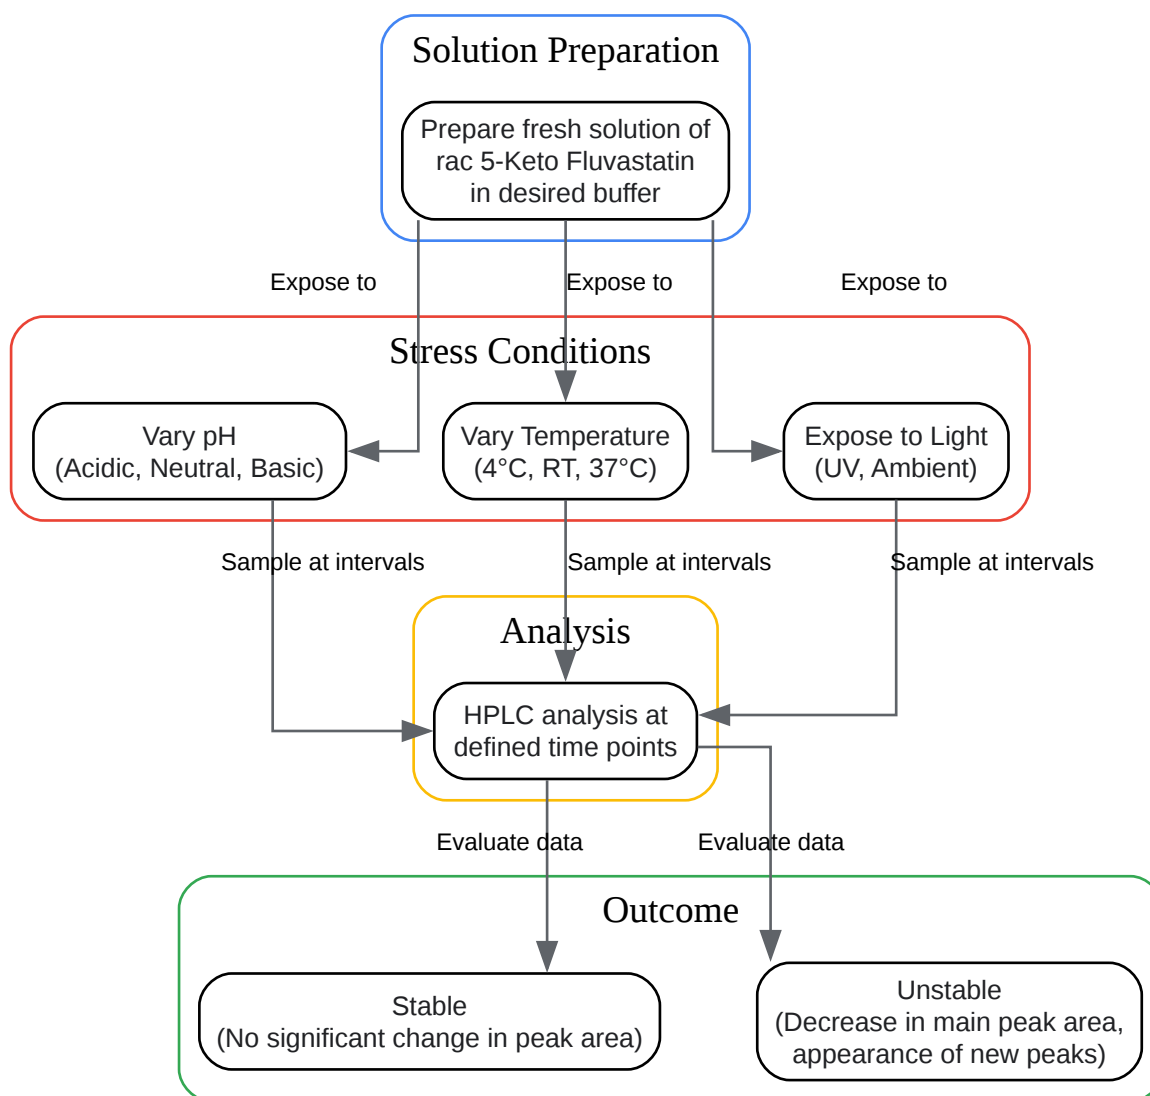 Solution Preparation
Prepare fresh solution of
rac 5-Keto Fluvastatin
in desired buffer
Expose to
Expose to
Expose to
Stress Conditions
Vary pH
(Acidic, Neutral, Basic)
Vary Temperature
(4°C, RT, 37°C)
Expose to Light
(UV, Ambient)
Sample at intervals
Sample at intervals
Sample at intervals
Analysis
HPLC analysis at
defined time points
Evaluate data
Evaluate data
Outcome
Stable
(No significant change in peak area)
Unstable
(Decrease in main peak area,
appearance of new peaks)